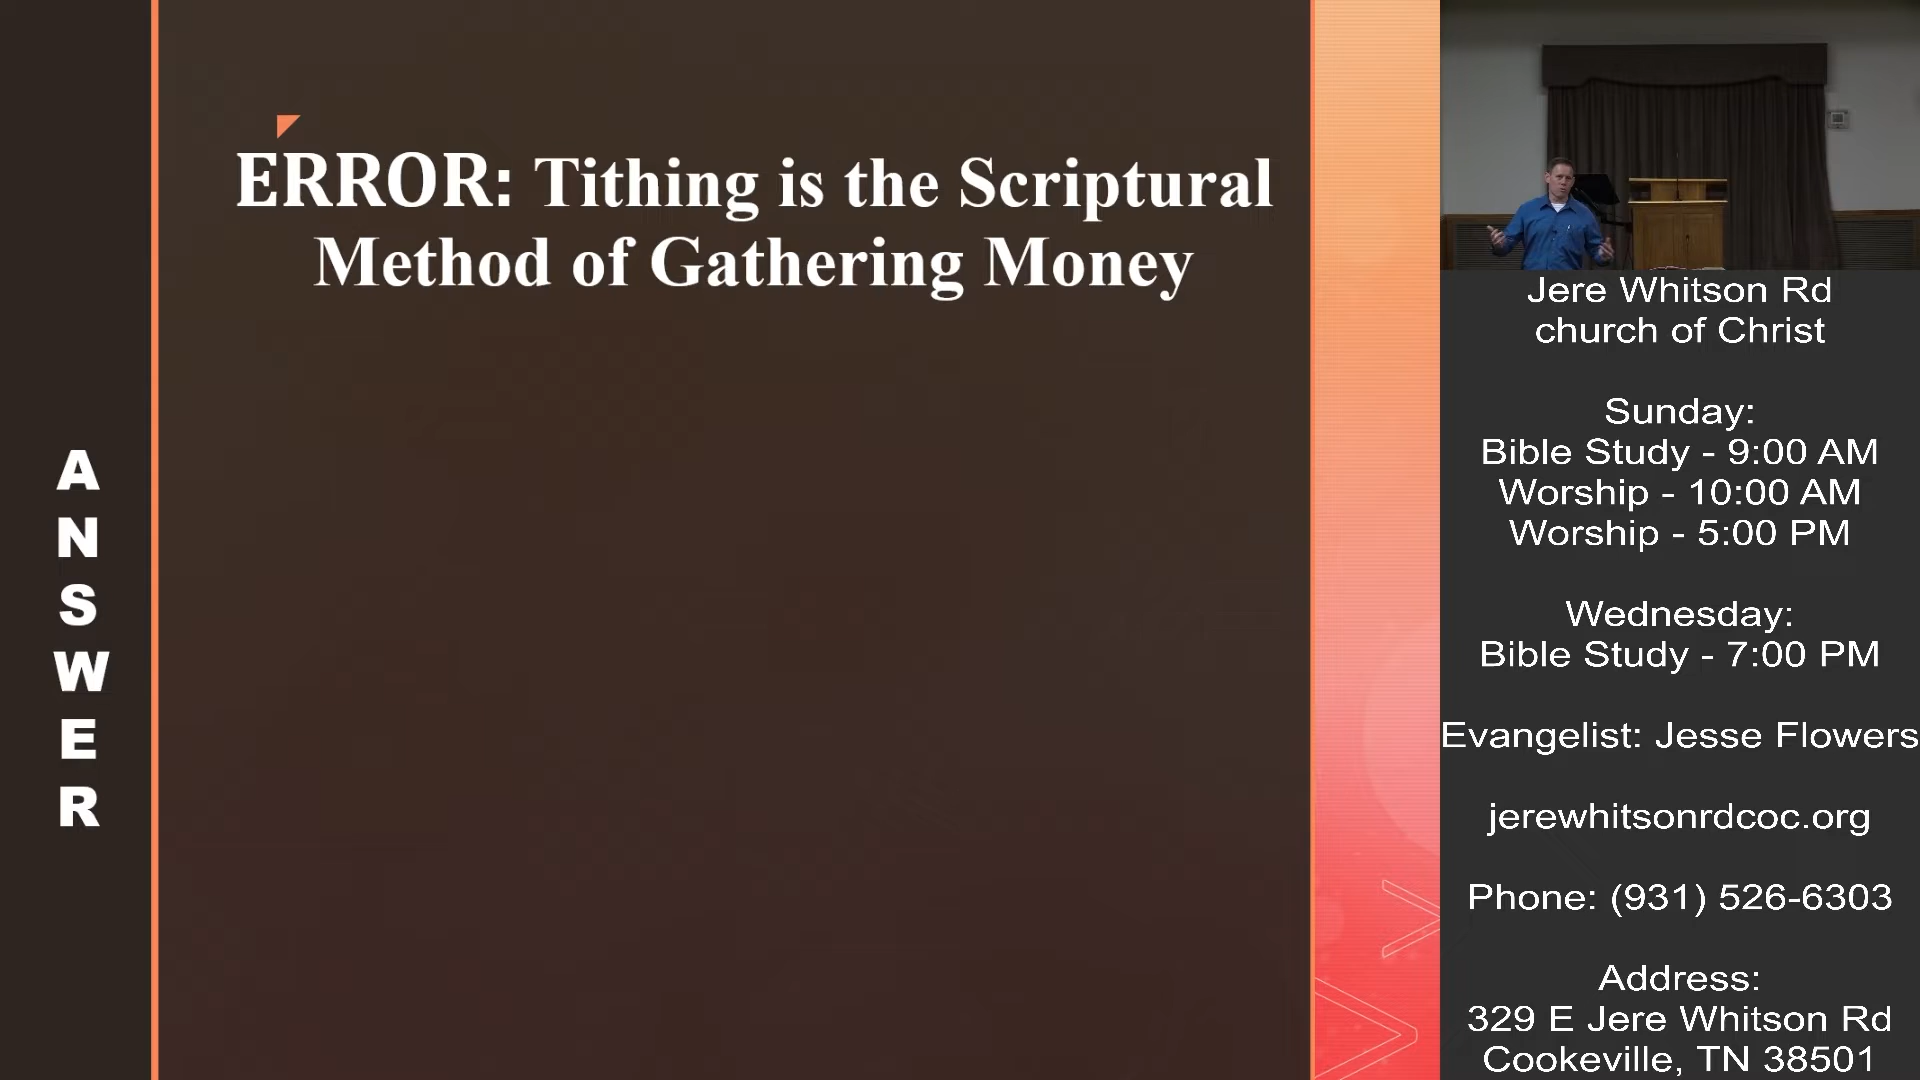 ERROR: Tithing is the Scriptural
Method of Gathering Money
A
N
S
W
E
R
Jere Whitson Rd
church of Christ
Sunday:
Bible Study - 9:00 AM
Worship - 10:00 AM
Worship - 5:00 PM
Wednesday:
Bible Study - 7:00 PM
Evangelist: Jesse Flowers
jerewhitsonrdcoc.org
Phone: (931) 526-6303
Address:
329 E Jere Whitson Rd
Cookeville, TN 38501